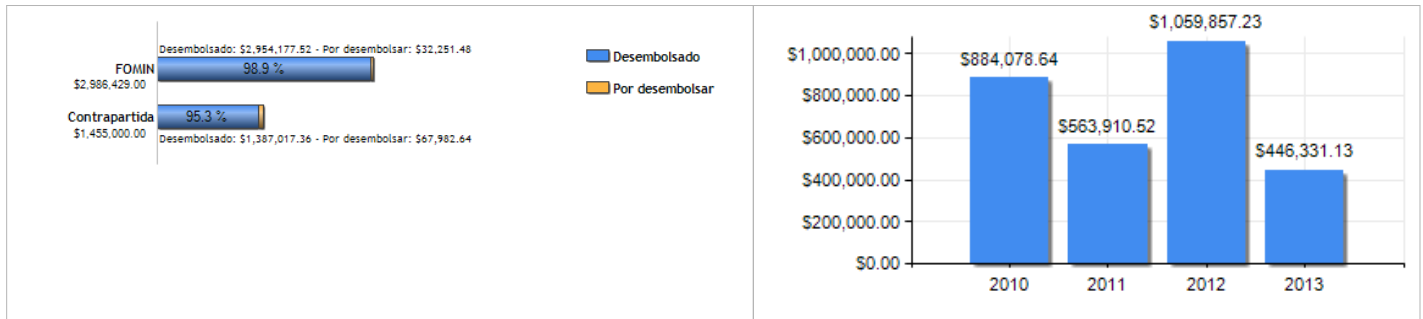 Desembolsado: $2,954,177.52 - Por desembolsar: $32,251.48
FOMIN
98.9 %
$2,986,429.00
Contrapartida
95.3 %
$1,455,000.00
Desembolsado: $1,387,017.36 - Por desembolsar: $67,982.64
Desembolsado
Por desembolsar
$1,059,857.23
$1,000,000.00
$884,078.64
$800,000.00
$563,910.52
$600,000.00
$446,331.13
$400,000.00
$200,000.00
$0.00
2010 2011 2012 2013